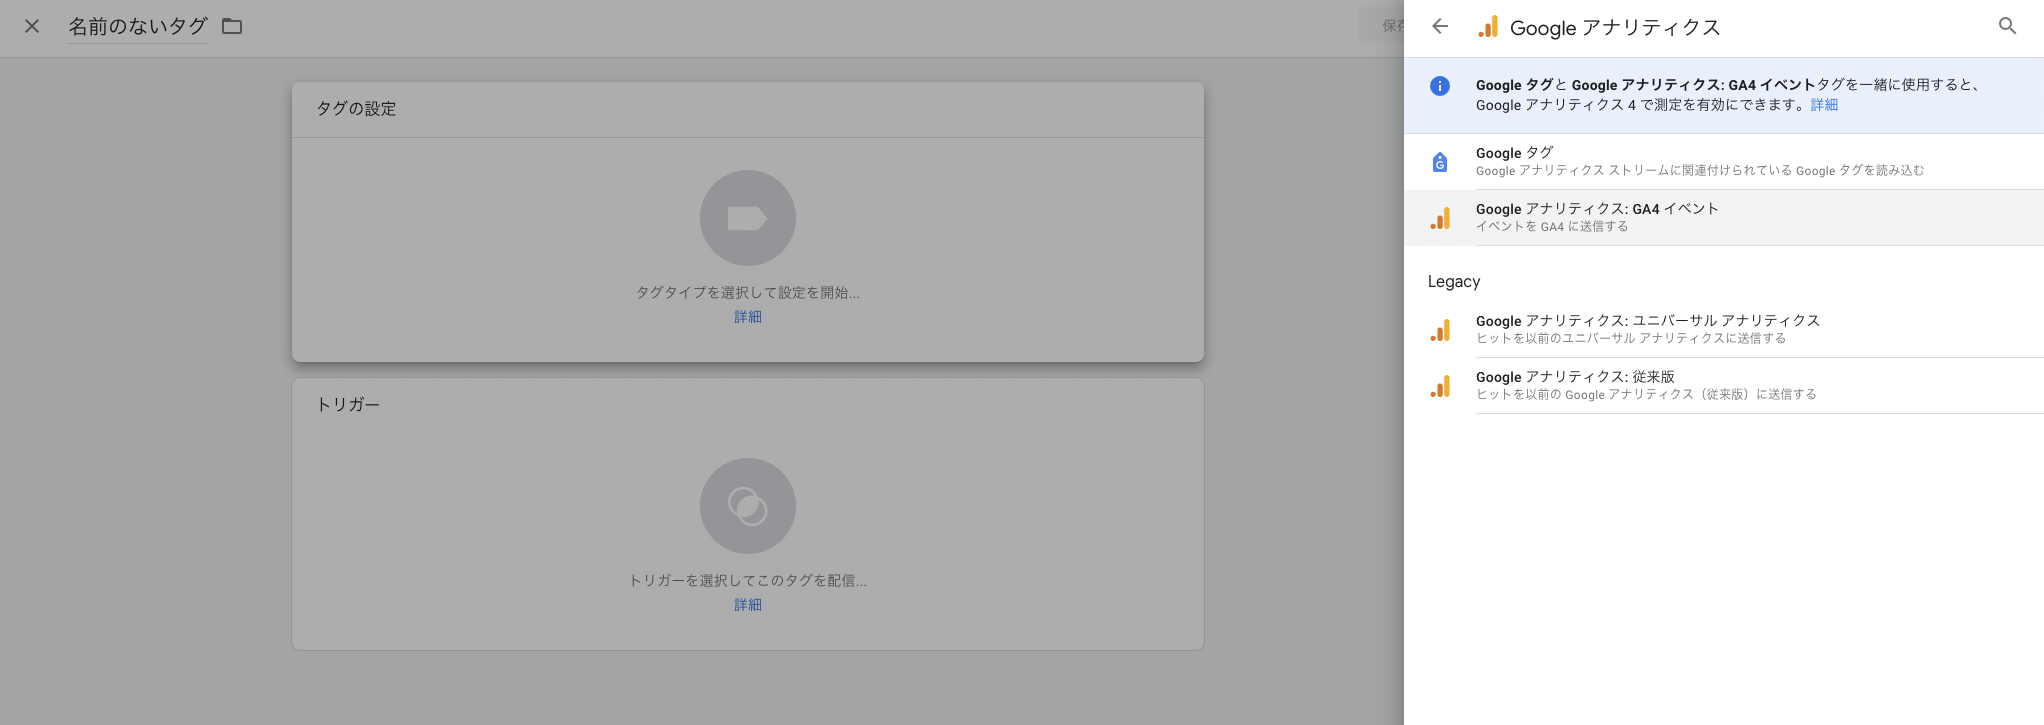 名前のないタグ
保存
Google アナリティクス
Google タグと Google アナリティクス: GA4 イベントタグを一緒に使用すると、
Google アナリティクス 4 で測定を有効にできます。詳細
タグの設定
タグタイプを選択して設定を開始...
詳細
トリガー
トリガーを選択してこのタグを配信...
詳細
Google タグ
Google アナリティクス ストリームに関連付けられている Google タグを読み込む
Google アナリティクス: GA4 イベント
イベントを GA4 に送信する
Legacy
Google アナリティクス: ユニバーサル アナリティクス
ヒットを以前のユニバーサル アナリティクスに送信する
Google アナリティクス: 従来版
ヒットを以前の Google アナリティクス（従来版）に送信する